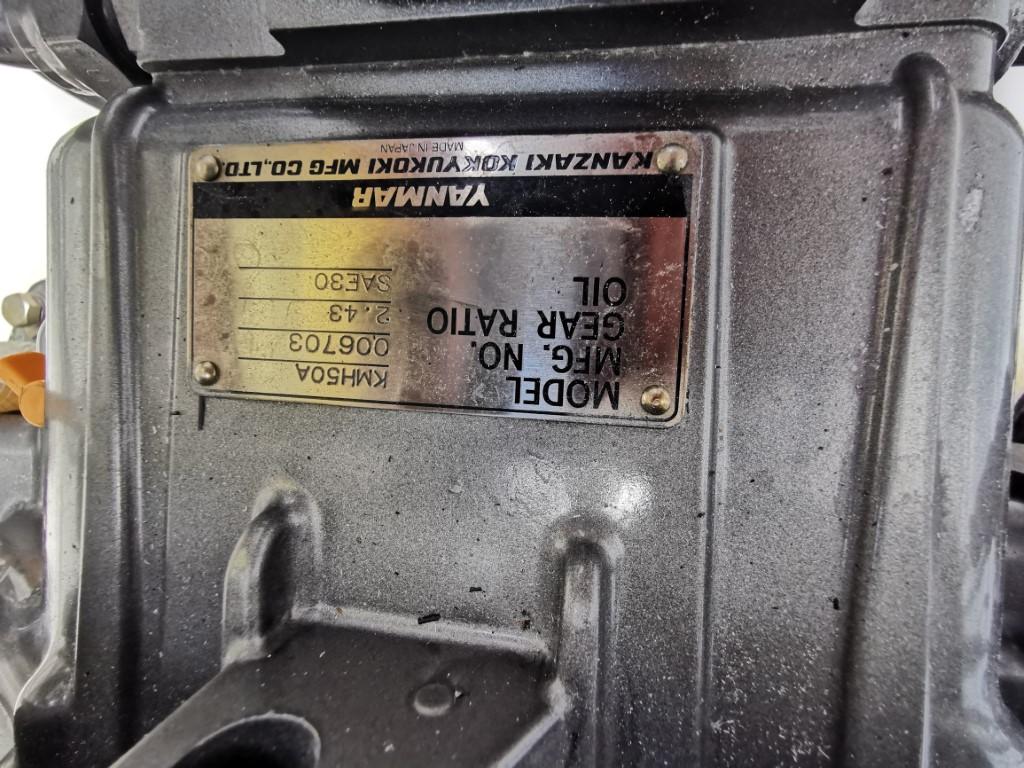 MODEL KMH50A
MFG. NO. 006703
GEAR RATIO 2.43
OIL SAE30
YANMAR
KANZAKI KOKYUKOKI MFG CO.,LTD.
MADE IN JAPAN